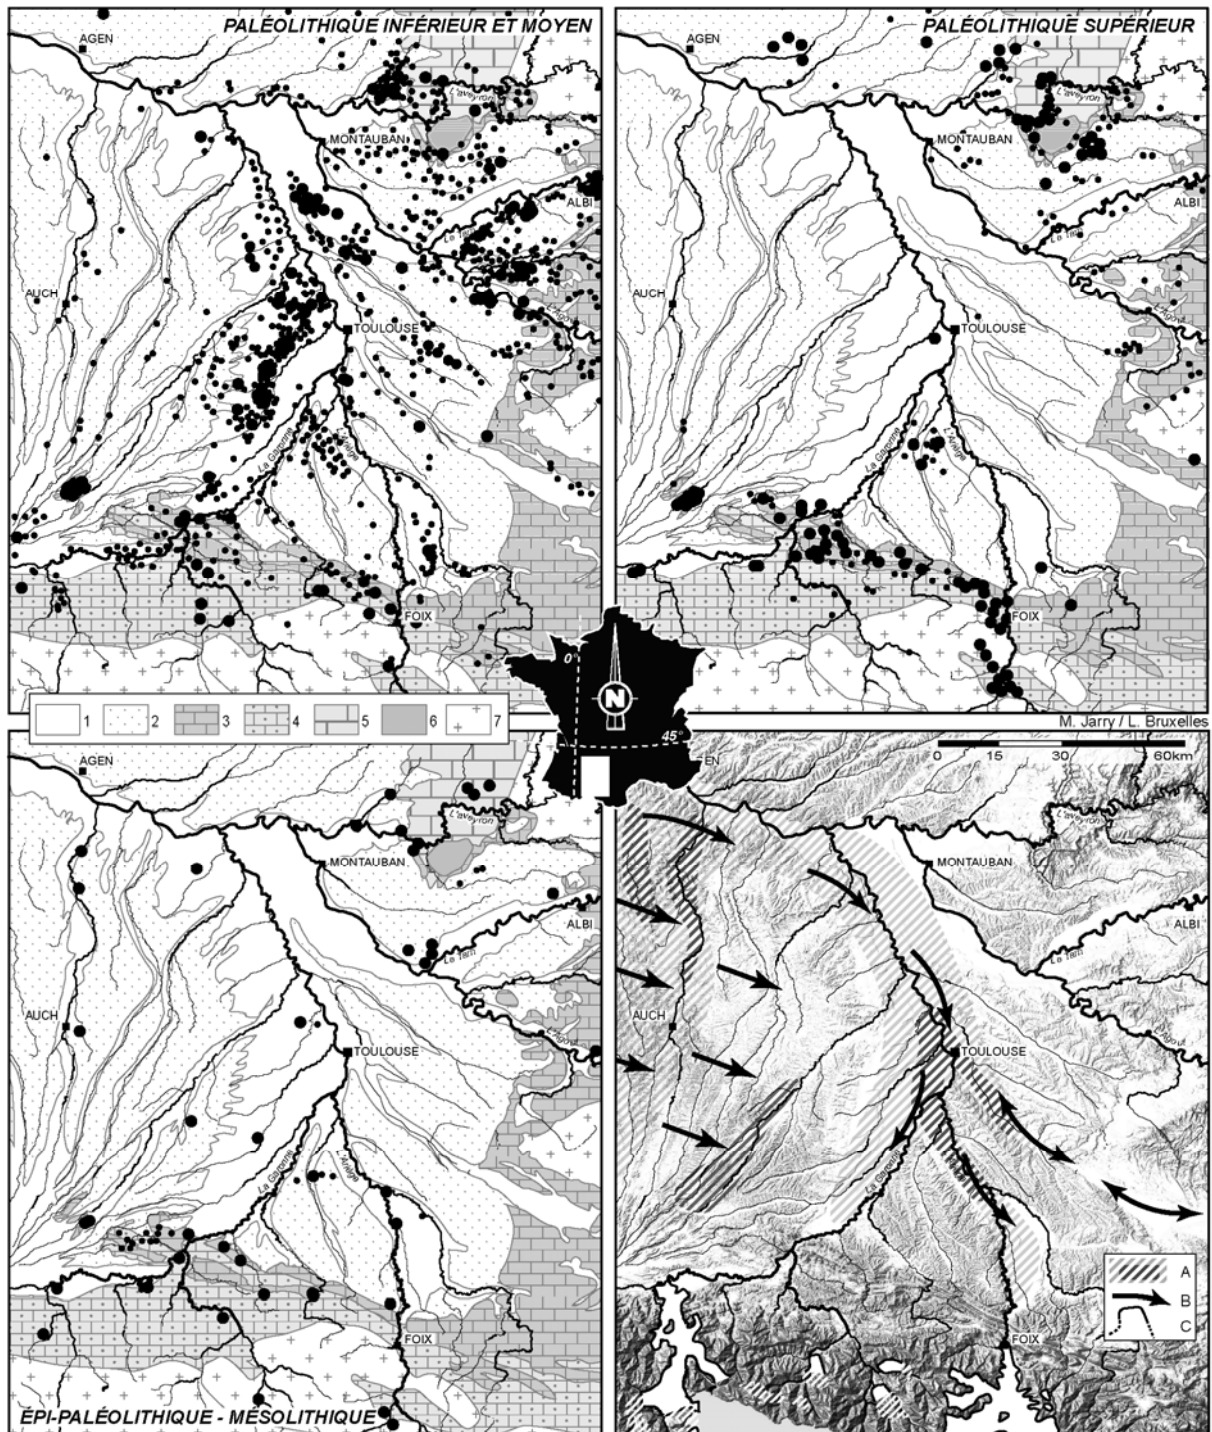 PALÉOLITHIQUE INFÉRIEUR ET MOYEN
AGEN
L'aveyron
MONTAUBAN
ALBI
Le Tarn
AUCH
L'Agout
TOULOUSE
La Garonne
L'Ariège
FOIX
1 2 3 4 5 6 7
PALÉOLITHIQUE SUPÉRIEUR
AGEN
L'aveyron
MONTAUBAN
ALBI
Le Tarn
AUCH
L'Agout
TOULOUSE
La Garonne
L'Ariège
FOIX
M. Jarry / L. Bruxelles
0°
N
45°
AGEN
L'aveyron
MONTAUBAN
ALBI
Le Tarn
AUCH
L'Agout
TOULOUSE
La Garonne
L'Ariège
FOIX
ÉPI-PALÉOLITHIQUE - MÉSOLITHIQUE
EN
0 15 30 60km
L'aveyron
MONTAUBAN
ALBI
Le Tarn
AUCH
L'Agout
TOULOUSE
La Garonne
L'Ariège
A
B
C
FOIX